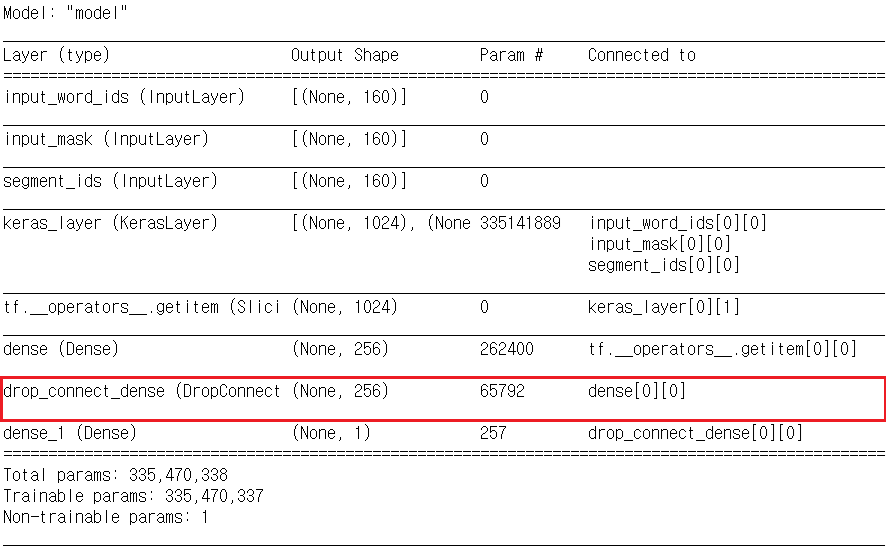 Model: "model"
Layer (type) Output Shape Param # Connected to
input_word_ids (InputLayer) [(None, 160)] 0
input_mask (InputLayer) [(None, 160)] 0
segment_ids (InputLayer) [(None, 160)] 0
keras_layer (KerasLayer) [(None, 1024), (None 335141889 input_word_ids[0][0]
input_mask[0][0]
segment_ids[0][0]
tf.__operators__.getitem (Slici (None, 1024) 0 keras_layer[0][1]
dense (Dense) (None, 256) 262400 tf.__operators__.getitem[0][0]
drop_connect_dense (DropConnect (None, 256) 65792 dense[0][0]
dense_1 (Dense) (None, 1) 257 drop_connect_dense[0][0]
Total params: 335,470,338
Trainable params: 335,470,337
Non-trainable params: 1